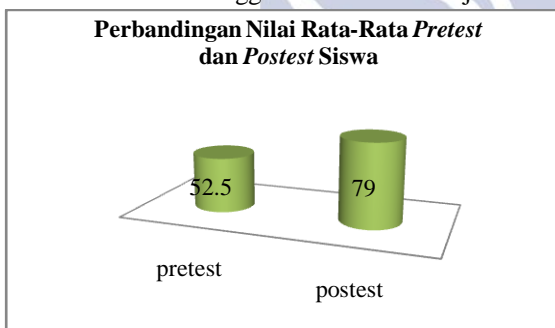 Perbandingan Nilai Rata-Rata Pretest
dan Postest Siswa
52.5
79
pretest
postest